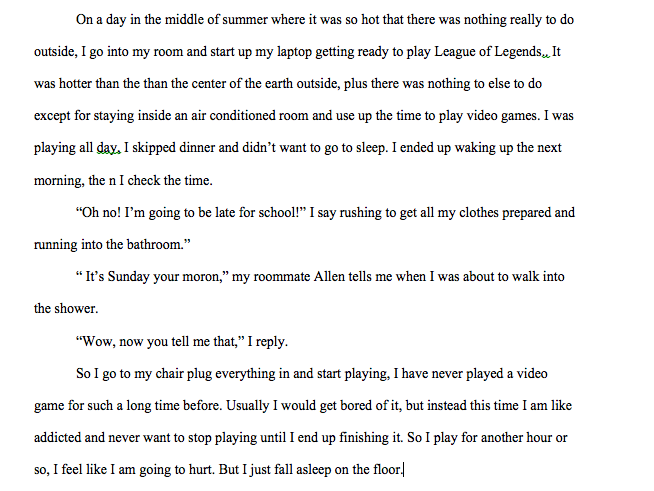 On a day in the middle of summer where it was so hot that there was nothing really to do
outside, I go into my room and start up my laptop getting ready to play League of Legends,, It
was hotter than the than the center of the earth outside, plus there was nothing to else to do
except for staying inside an air conditioned room and use up the time to play video games. I was
playing all day, I skipped dinner and didn’t want to go to sleep. I ended up waking up the next
morning, the n I check the time.
“Oh no! I’m going to be late for school!” I say rushing to get all my clothes prepared and
running into the bathroom.”
“ It’s Sunday your moron,” my roommate Allen tells me when I was about to walk into
the shower.
“Wow, now you tell me that,” I reply.
So I go to my chair plug everything in and start playing, I have never played a video
game for such a long time before. Usually I would get bored of it, but instead this time I am like
addicted and never want to stop playing until I end up finishing it. So I play for another hour or
so, I feel like I am going to hurt. But I just fall asleep on the floor.